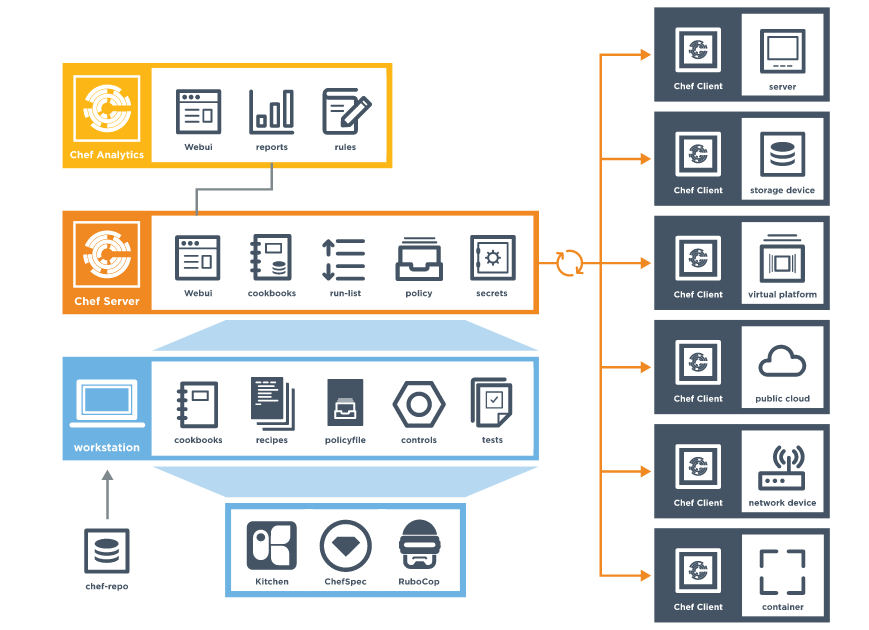 Chef Analytics
Webui
reports
rules
Chef Server
Webui
cookbooks
run-list
policy
secrets
workstation
cookbooks
recipes
policyfile
controls
tests
chef-repo
Kitchen
ChefSpec
RuboCop
Chef Client
server
Chef Client
storage device
Chef Client
virtual platform
Chef Client
public cloud
Chef Client
network device
Chef Client
container